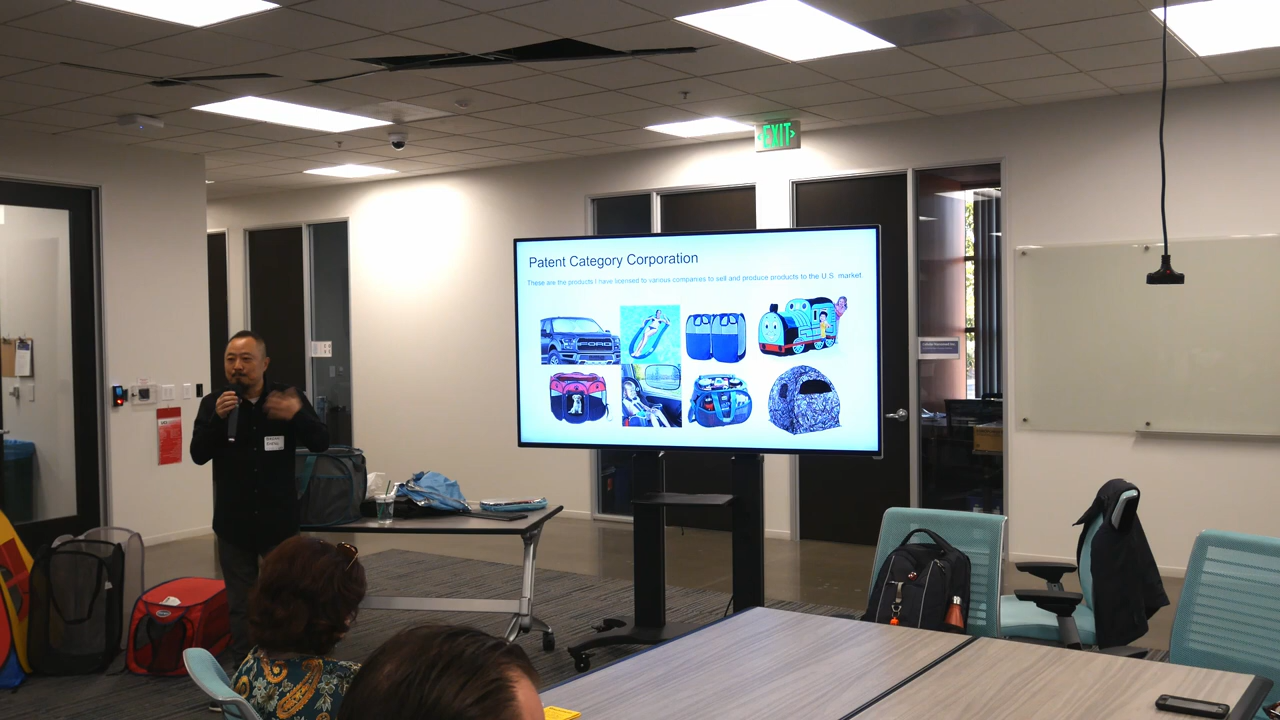 EXIT
Patent Category Corporation
These are the products I have licensed to various companies to sell and produce products to the U.S. market.
FORD